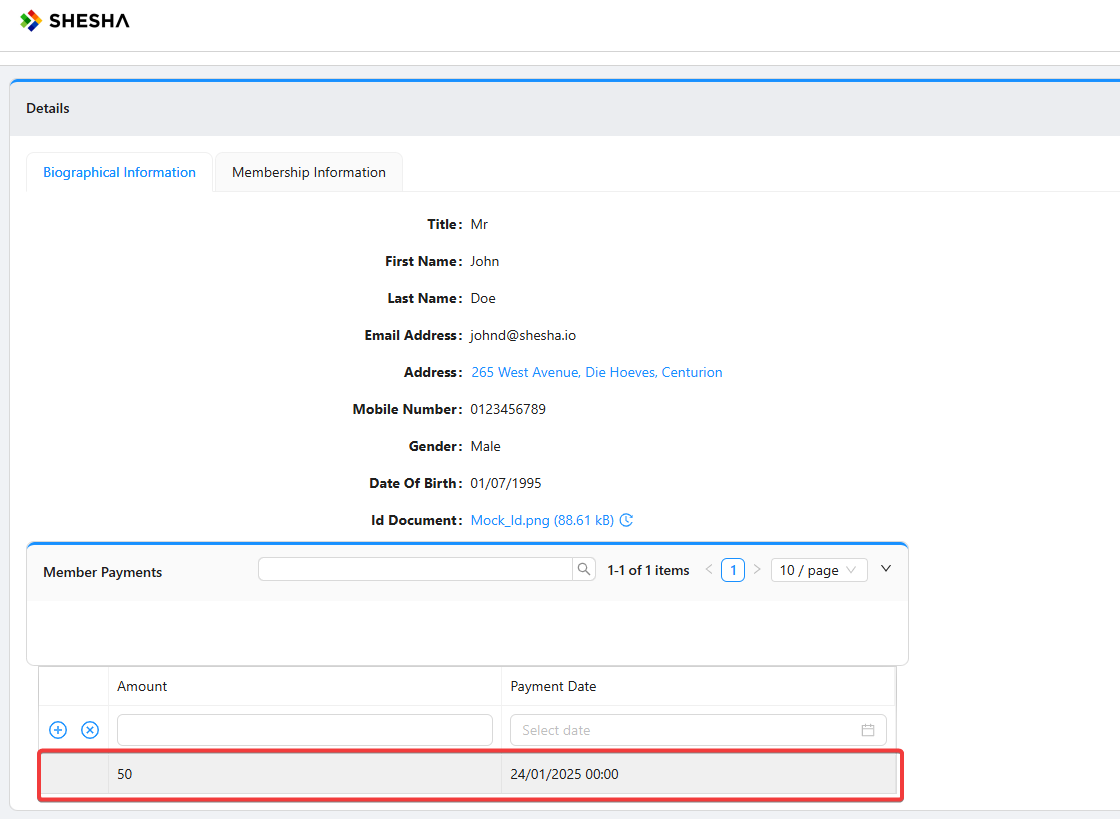 SHESHA
Details
Biographical Information Membership Information
Title: Mr
First Name: John
Last Name: Doe
Email Address: johnd@shesha.io
Address: 265 West Avenue, Die Hoeves, Centurion
Mobile Number: 0123456789
Gender: Male
Date Of Birth: 01/07/1995
Id Document: Mock_Id.png (88.61 kB)
Member Payments 1-1 of 1 items < 1 > 10 / page
Amount Payment Date
Select date
50 24/01/2025 00:00